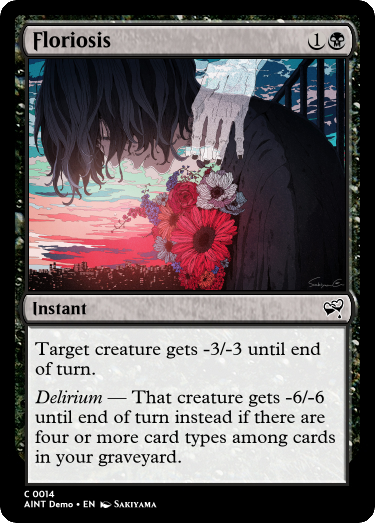 Floriosis 1
Sakiyama
Instant
Target creature gets -3/-3 until end
of turn.
Delirium — That creature gets -6/-6
until end of turn instead if there are
four or more card types among cards
in your graveyard.
C 0014
AINT Demo • EN Sakiyama